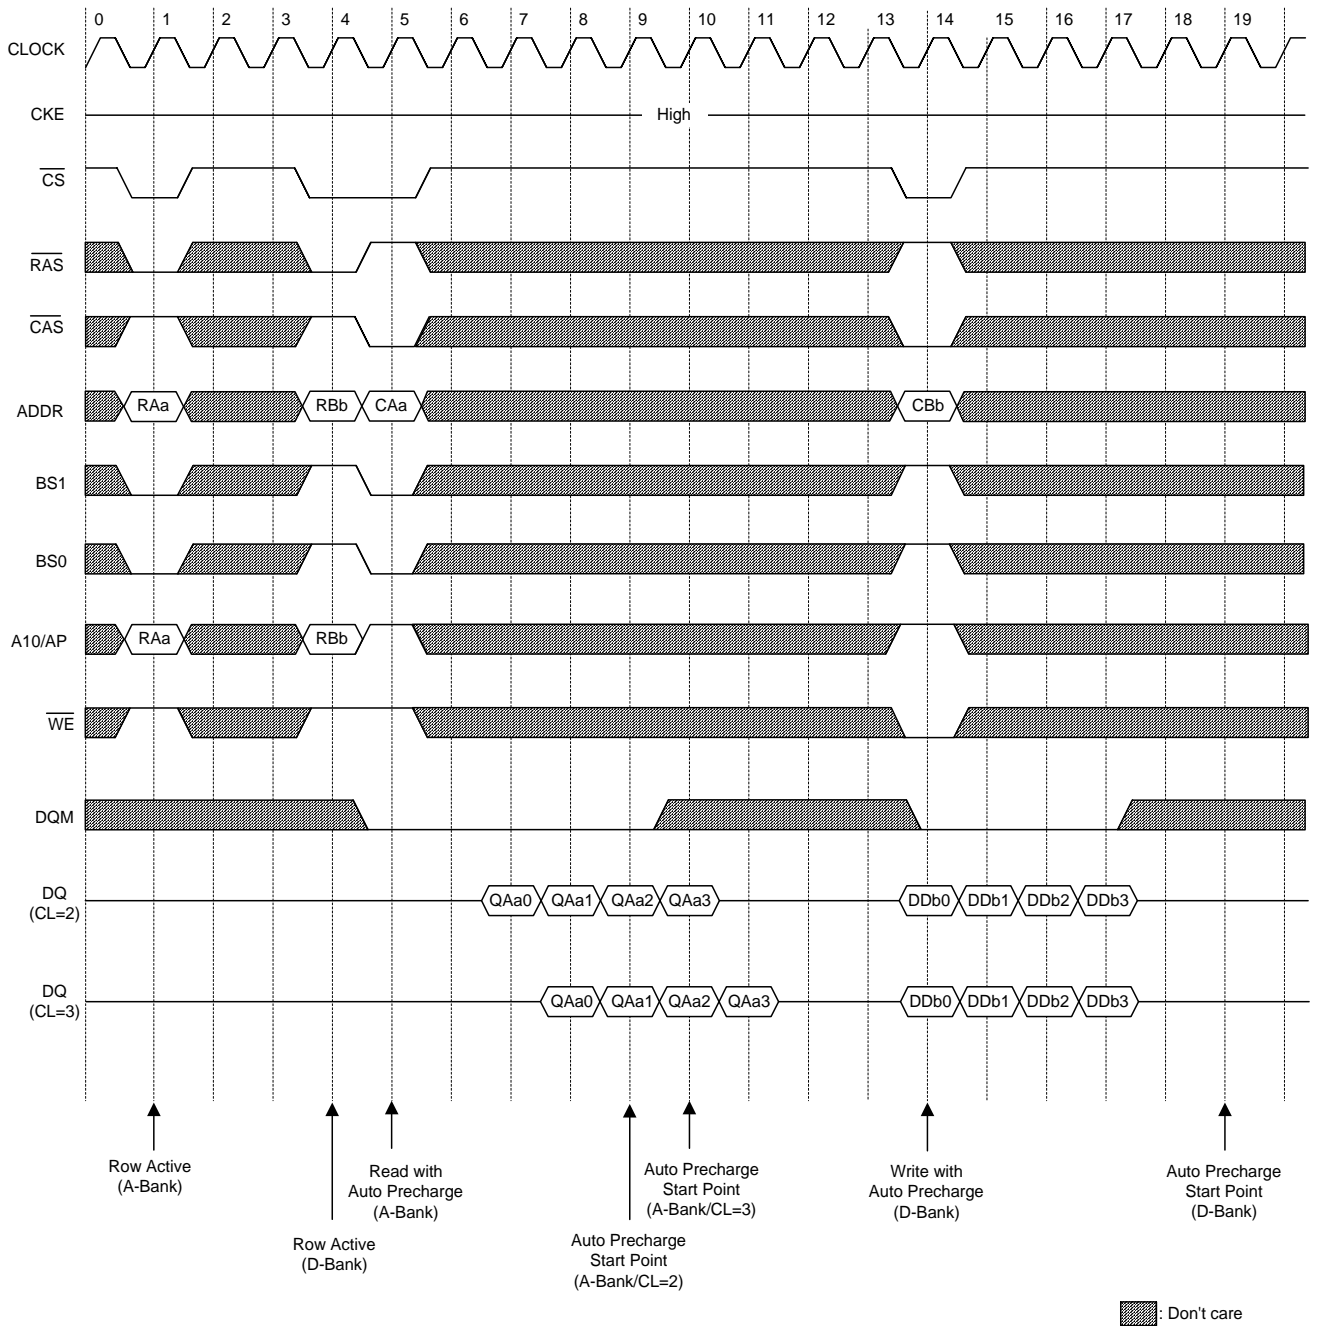 0 1 2 3 4 5 6 7 8 9 10 11 12 13 14 15 16 17 18 19
CLOCK
CKE High
CS
RAS
CAS
ADDR RAa RBb CAa CBb
BS1
BS0
A10/AP RAa RBb
WE
DQM
DQ
(CL=2)
QAa0 QAa1 QAa2 QAa3 DDb0 DDb1 DDb2 DDb3
DQ
(CL=3)
QAa0 QAa1 QAa2 QAa3 DDb0 DDb1 DDb2 DDb3
Row Active
(A-Bank)
Row Active
(D-Bank)
Read with
Auto Precharge
(A-Bank)
Auto Precharge
Start Point
(A-Bank/CL=2)
Auto Precharge
Start Point
(A-Bank/CL=3)
Write with
Auto Precharge
(D-Bank)
Auto Precharge
Start Point
(D-Bank)
: Don't care